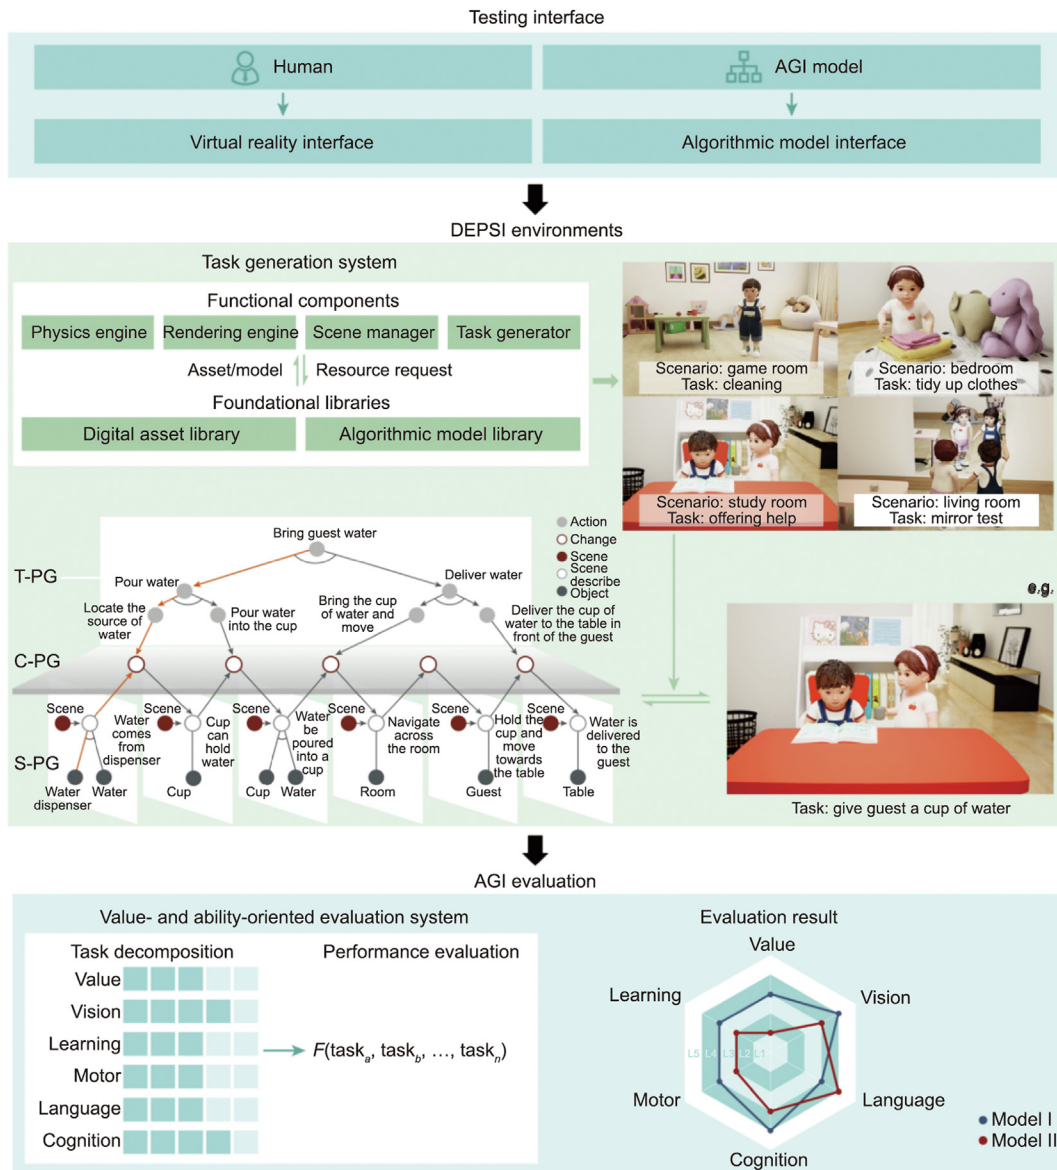 Testing interface
Human
AGI model
Virtual reality interface
Algorithmic model interface
DEPSI environments
Task generation system
Functional components
Physics engine
Rendering engine
Scene manager
Task generator
Asset/model
Resource request
Foundational libraries
Digital asset library
Algorithmic model library
Scenario: game room
Task: cleaning
Scenario: bedroom
Task: tidy up clothes
Scenario: study room
Task: offering help
Scenario: living room
Task: mirror test
Action
Change
Scene
Scene
describe
Object
T-PG
Bring guest water
Pour water
Deliver water
Locate the
source of
water
Pour water
into the cup
Bring the cup
of water and
move
Deliver the cup of
water to the table in
front of the guest
C-PG
S-PG
Scene
Water
comes
from
dispenser
Scene
Cup
can
hold
water
Scene
Water
be
poured
into a
cup
Scene
Navigate
across
the room
Scene
Hold the
cup and
move
towards
the table
Scene
Water is
delivered to
the guest
Water
dispenser
Water
Cup
Cup
Water
Room
Guest
Table
e.g.
Task: give guest a cup of water
AGI evaluation
Value- and ability-oriented evaluation system
Task decomposition
Performance evaluation
Value
Vision
Learning
Motor
Language
Cognition
F(task_a, task_b, …, task_n)
Evaluation result
Value
Learning
Vision
L5 L4 L3 L2 L1
Motor
Language
Cognition
Model I
Model II